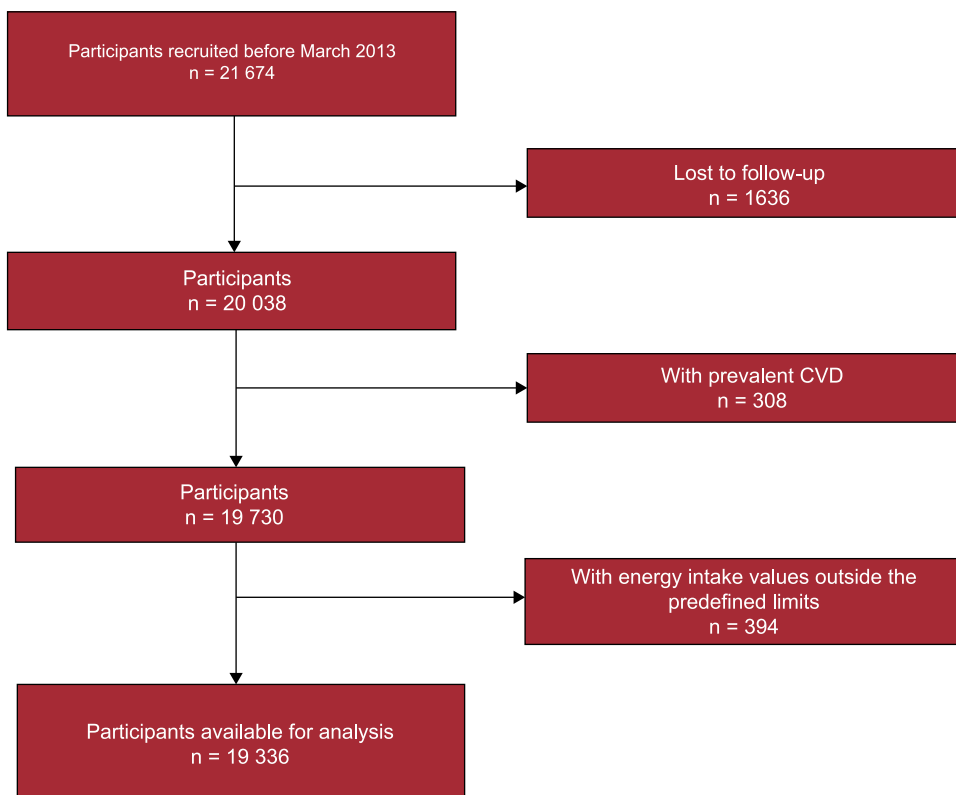 Participants recruited before March 2013
n = 21 674
Lost to follow-up
n = 1636
Participants
n = 20 038
With prevalent CVD
n = 308
Participants
n = 19 730
With energy intake values outside the
predefined limits
n = 394
Participants available for analysis
n = 19 336